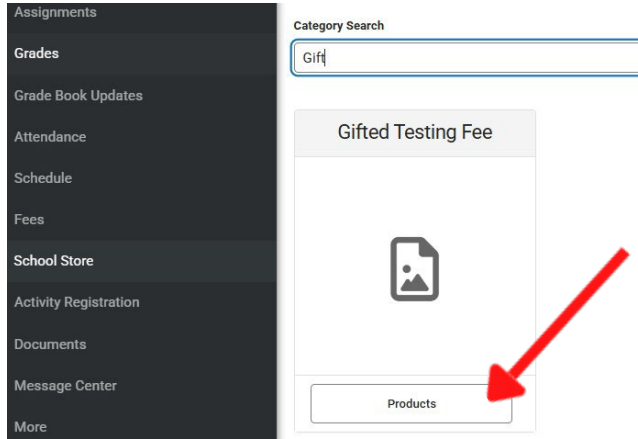 Assignments
Grades
Grade Book Updates
Attendance
Schedule
Fees
School Store
Activity Registration
Documents
Message Center
More
Category Search
Gift
Gifted Testing Fee
Products